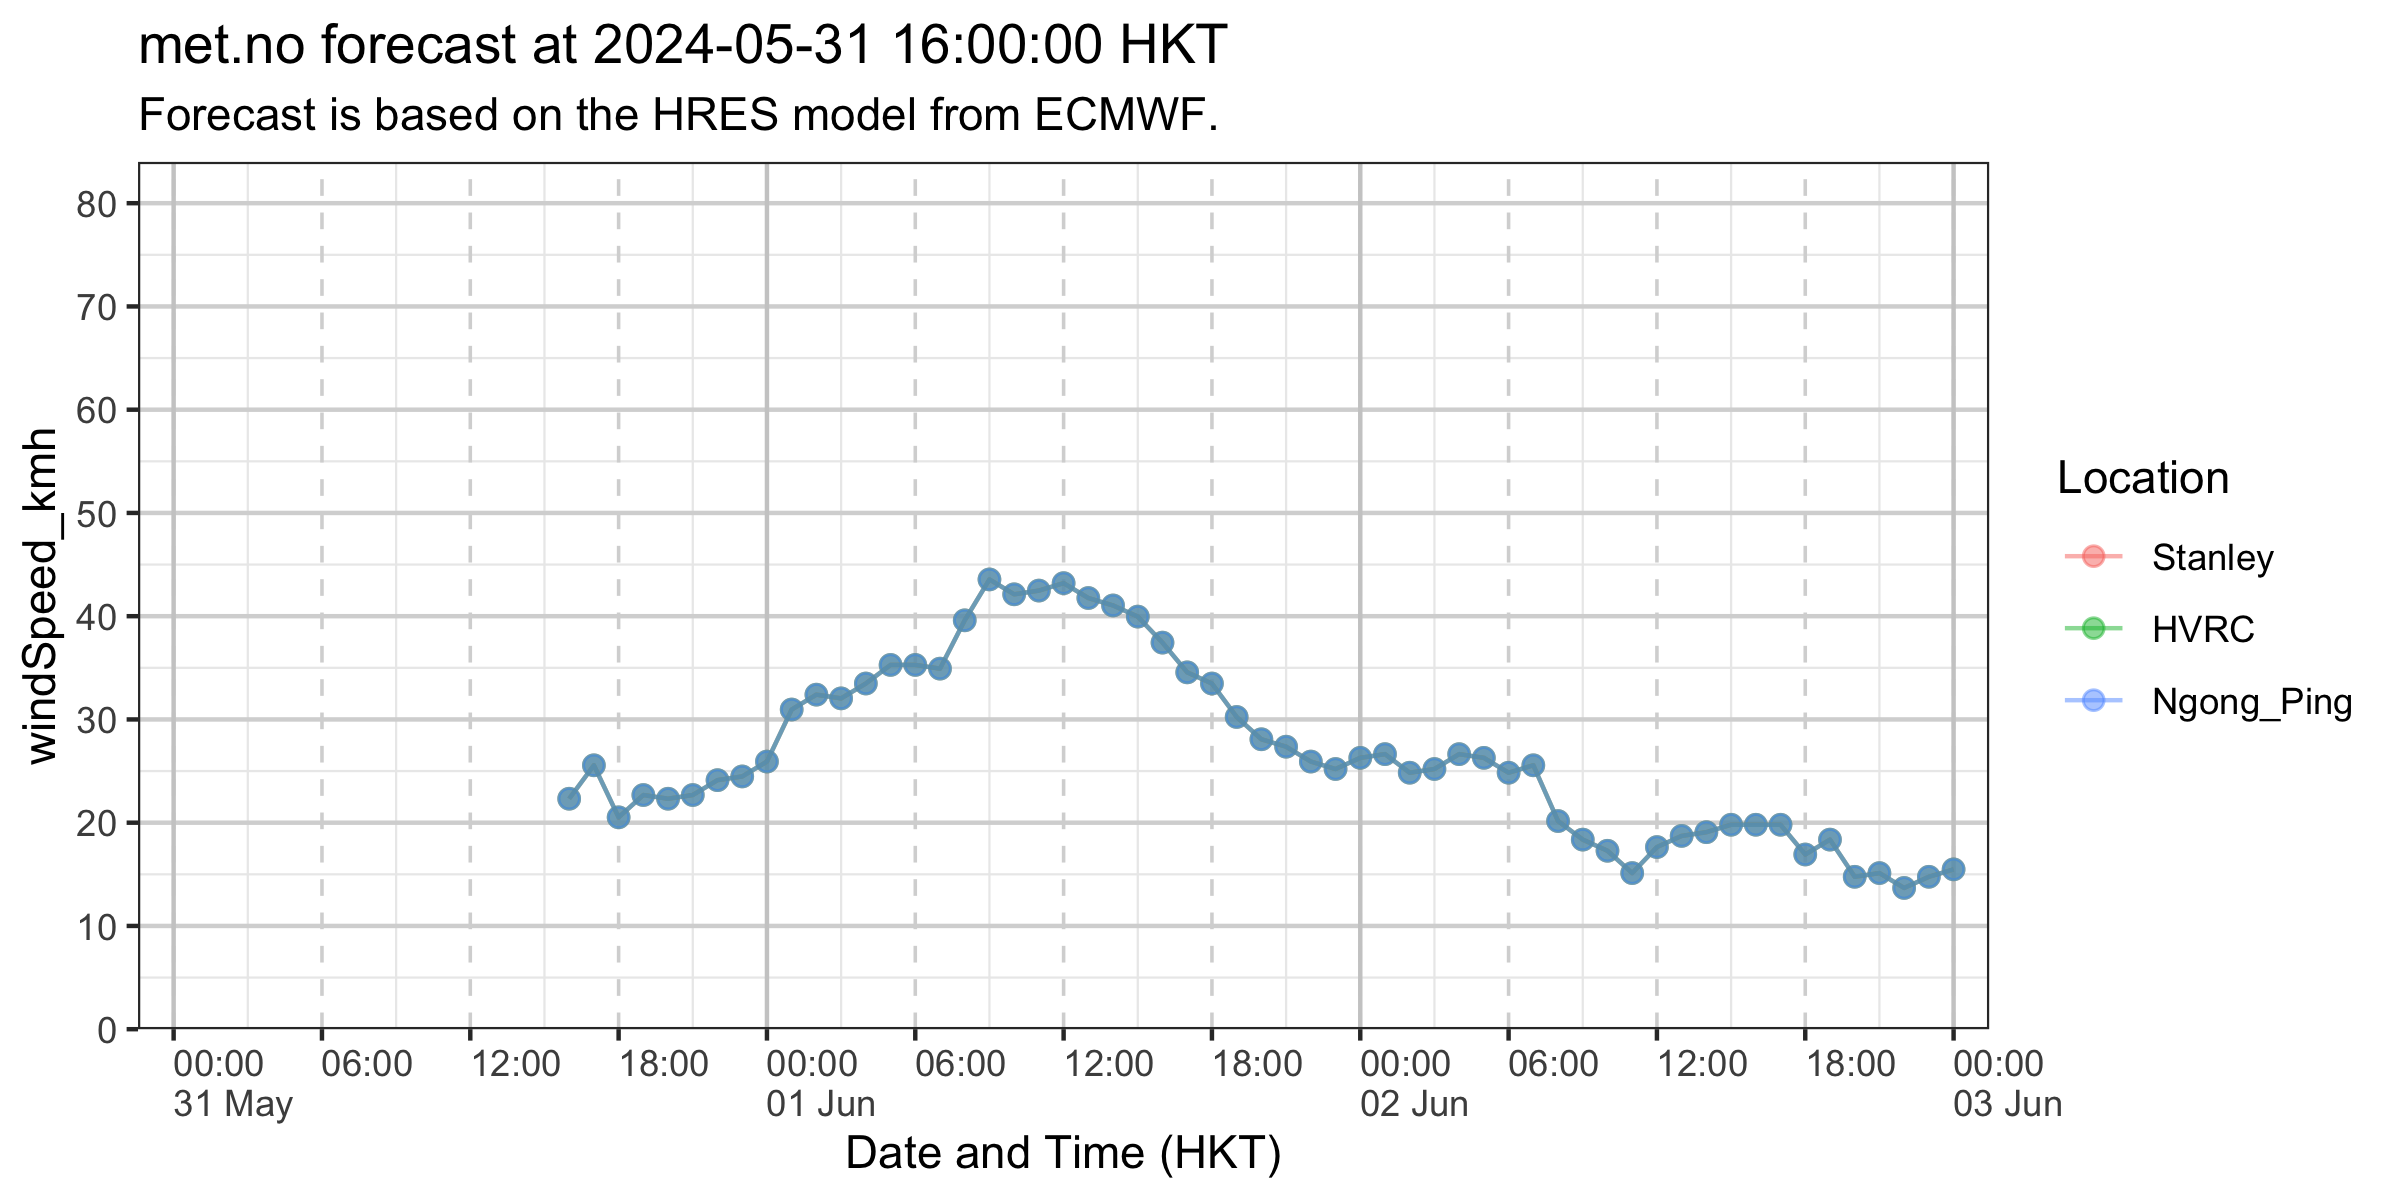 met.no forecast at 2024-05-31 16:00:00 HKT
Forecast is based on the HRES model from ECMWF.
windSpeed_kmh
80
70
60
50
40
30
20
10
0
00:00 06:00 12:00 18:00 00:00 06:00 12:00 18:00 00:00 06:00 12:00 18:00 00:00
31 May 01 Jun 02 Jun 03 Jun
Date and Time (HKT)
Location
Stanley
HVRC
Ngong_Ping